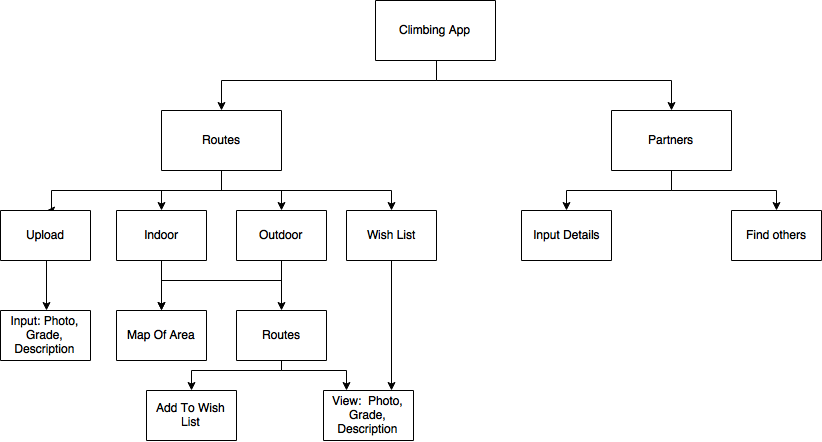 Climbing App
Routes
Partners
Upload
Indoor
Outdoor
Wish List
Input Details
Find others
Input: Photo,
Grade,
Description
Map Of Area
Routes
Add To Wish
List
View:  Photo,
Grade,
Description